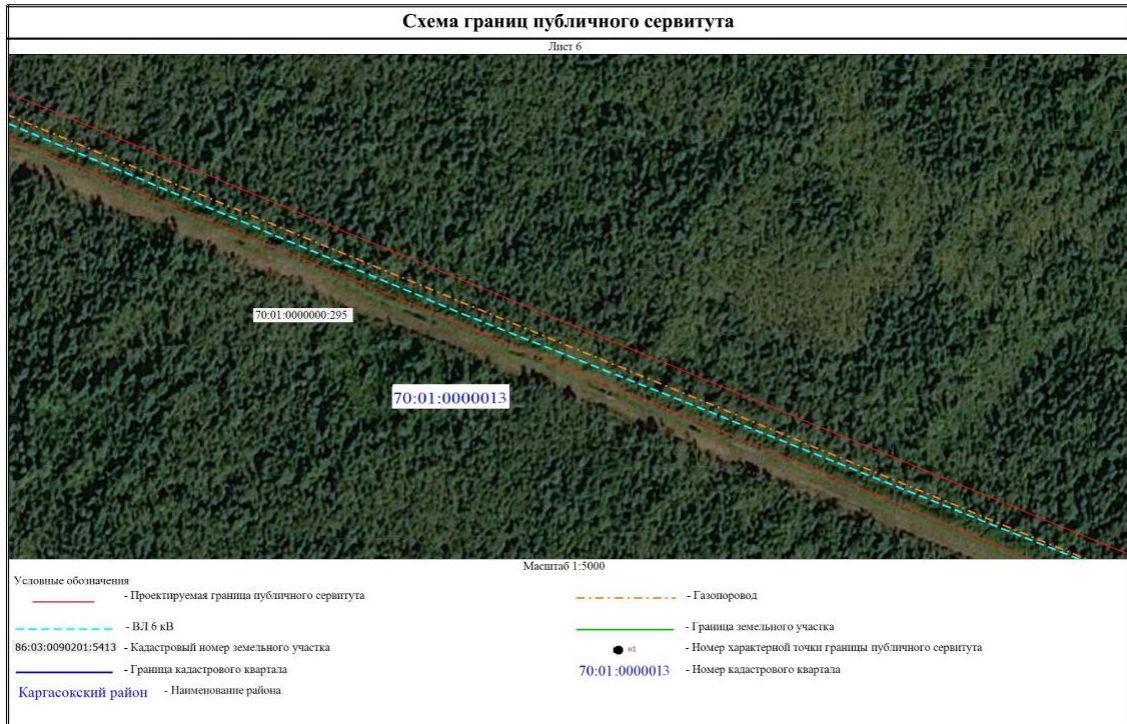 Схема границ публичного сервитута
Лист 6
70:01:0000000:295
70:01:0000013
Масштаб 1:5000
Условные обозначения
- Проектируемая граница публичного сервитута
- Газопоровод
- ВЛ 6 кВ
- Граница земельного участка
86:03:0090201:5413 - Кадастровый номер земельного участка
н1 - Номер характерной точки границы публичного сервитута
- Граница кадастрового квартала
70:01:0000013 - Номер кадастрового квартала
Каргасокский район - Наименование района